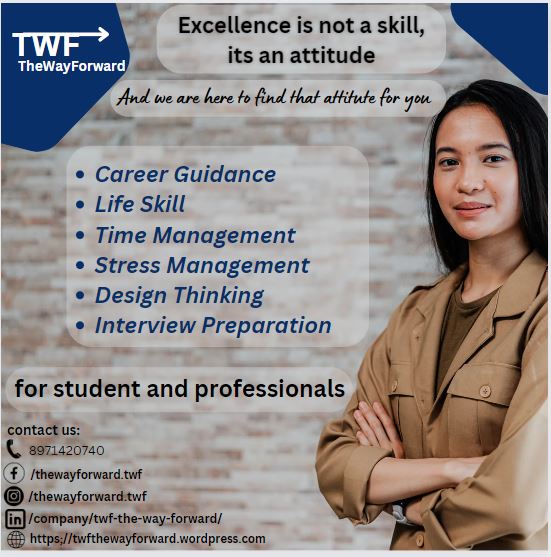 TWF
TheWayForward
Excellence is not a skill,
its an attitude
And we are here to find that attitute for you
• Career Guidance
• Life Skill
• Time Management
• Stress Management
• Design Thinking
• Interview Preparation
for student and professionals
contact us:
8971420740
/thewayforward.twf
/thewayforward.twf
/company/twf-the-way-forward/
https://twfthewayforward.wordpress.com